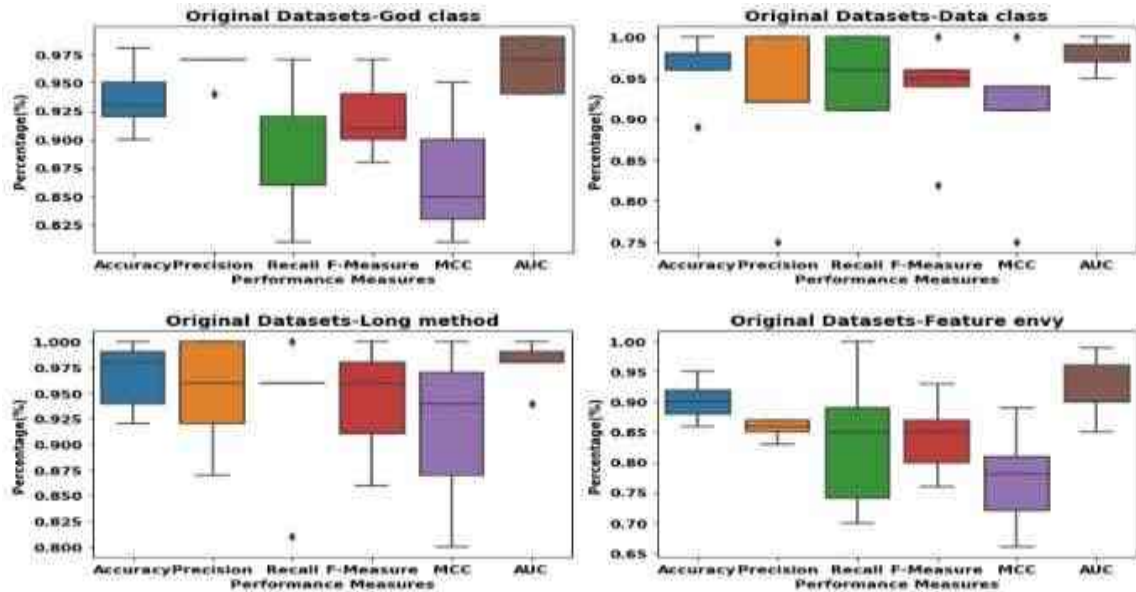 Original Datasets-God class
Percentage(%)
0.975
0.950
0.925
0.900
0.875
0.850
0.825
Accuracy Precision Recall F-Measure MCC AUC
Performance Measures
Original Datasets-Data class
Percentage(%)
1.00
0.95
0.90
0.85
0.80
0.75
Accuracy Precision Recall F-Measure MCC AUC
Performance Measures
Original Datasets-Long method
Percentage(%)
1.000
0.975
0.950
0.925
0.900
0.875
0.850
0.825
0.800
Accuracy Precision Recall F-Measure MCC AUC
Performance Measures
Original Datasets-Feature envy
Percentage(%)
1.00
0.95
0.90
0.85
0.80
0.75
0.70
0.65
Accuracy Precision Recall F-Measure MCC AUC
Performance Measures